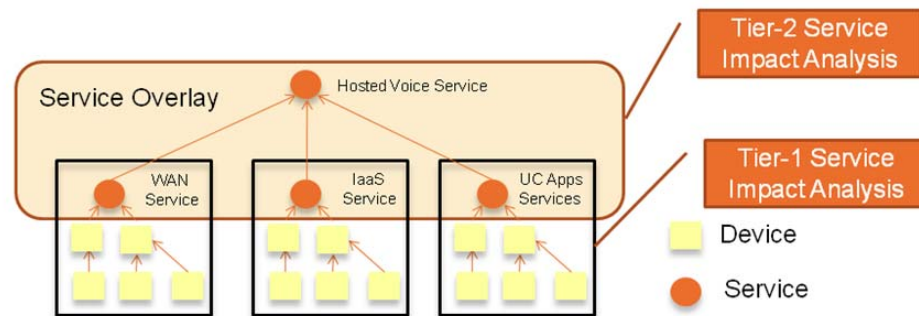 Tier-2 Service
Impact Analysis
Hosted Voice Service
Service Overlay
Tier-1 Service
Impact Analysis
WAN
Service
IaaS
Service
UC Apps
Services
Device
Service